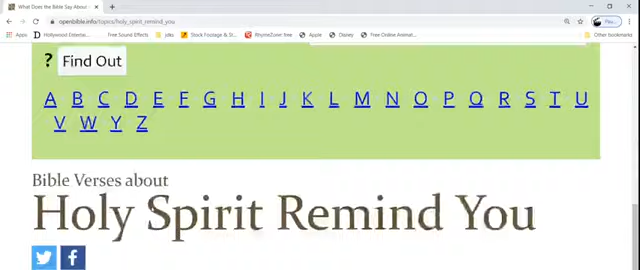 What Does the Bible Say About
openbible.info/topics/holy_spirit_remind_you
Apps
Hollywood Entertai...
Free Sound Effects
jobs
Stock Footage & St...
RhymeZone! free
Apple
Disney
Free Online Animat...
Other bookmarks
? Find Out
A B C D E F G H I J K L M N O P Q R S T U
V W Y Z
Bible Verses about
Holy Spirit Remind You